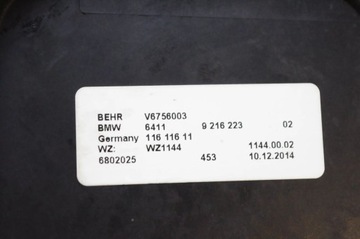 BEHR V6756003
BMW 6411 9 216 223 02
Germany 116 116 11
WZ: WZ1144 1144.00.02
6802025 453 10.12.2014